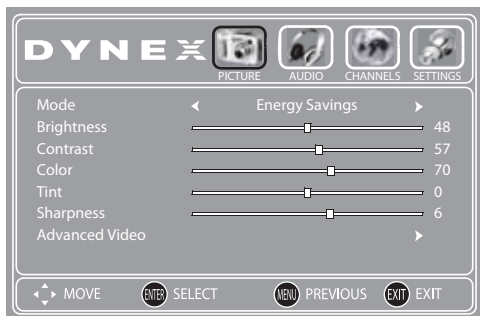 DYNEX
PICTURE AUDIO CHANNELS SETTINGS
Mode Energy Savings
Brightness 48
Contrast 57
Color 70
Tint 0
Sharpness 6
Advanced Video
MOVE ENTER SELECT MENU PREVIOUS EXIT EXIT